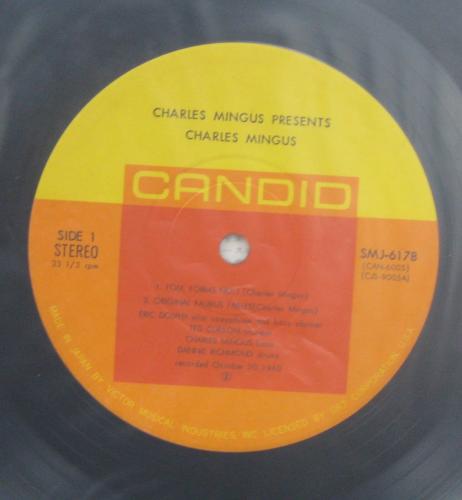 CHARLES MINGUS PRESENTS
CHARLES MINGUS
CANDID
SIDE 1
STEREO
33 1/3 rpm
SMJ-6178
(CAN-6005)
(CJS-9005A)
1. FOLK FORMS NO.1 (Charles Mingus)
2. ORIGINAL FAUBUS FABLES (Charles Mingus)
ERIC DOLPHY alto saxophone and bass clarinet
TED CURSON trumpet
CHARLES MINGUS bass
DANNIE RICHMOND drums
recorded October 20 1960
MADE IN JAPAN BY VICTOR MUSICAL INDUSTRIES INC LICENSED BY CORPORATION, U.S.A.